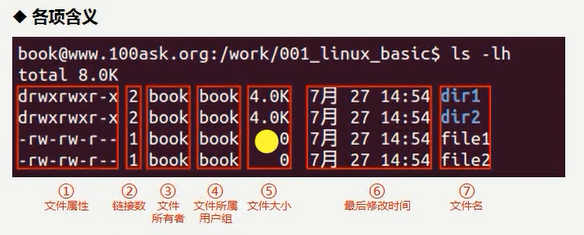 ◆ 各项含义
book@www.100ask.org:/work/001_linux_basic$ ls -lh
total 8.0K
drwxrwxr-x 2 book book 4.0K 7月 27 14:54 dir1
drwxrwxr-x 2 book book 4.0K 7月 27 14:54 dir2
-rw-rw-r-- 1 book book 0 7月 27 14:54 file1
-rw-rw-r-- 1 book book 0 7月 27 14:54 file2
① ② ③ ④ ⑤ ⑥ ⑦
文件属性 链接数 文件所有者 文件所属用户组 文件大小 最后修改时间 文件名